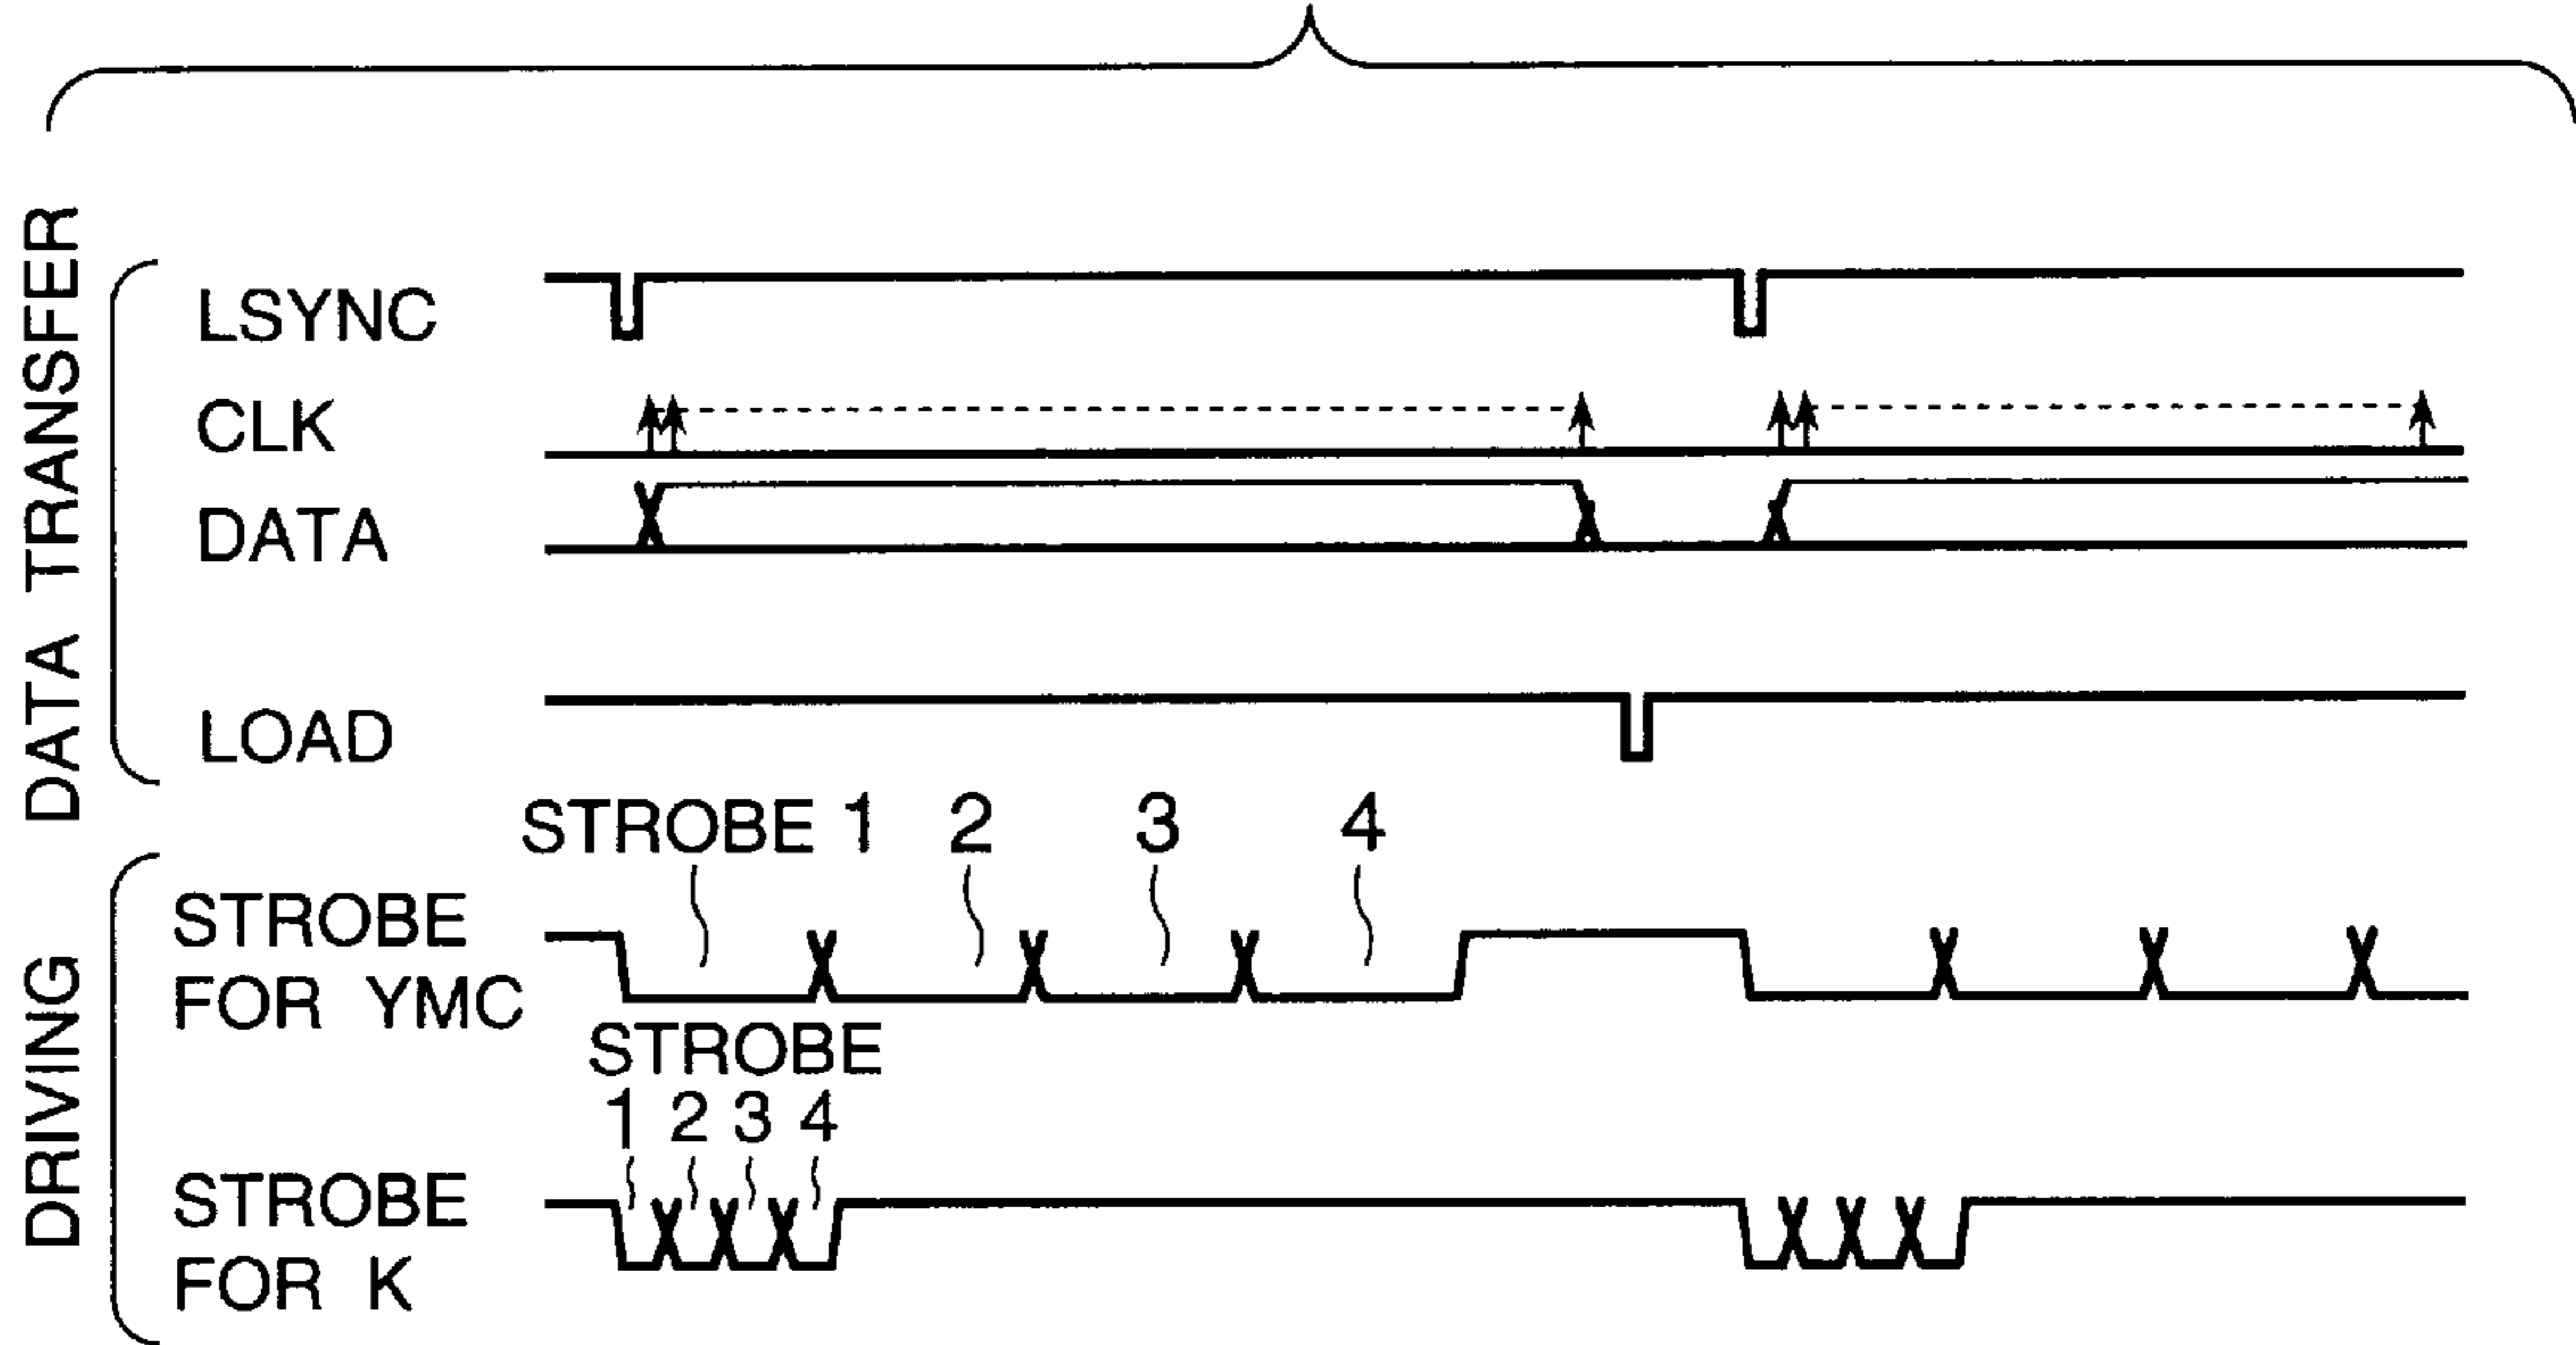 DATA TRANSFER
LSYNC
CLK
DATA
LOAD
DRIVING
STROBE 1 2 3 4
STROBE
FOR YMC
STROBE
1 2 3 4
STROBE
FOR K